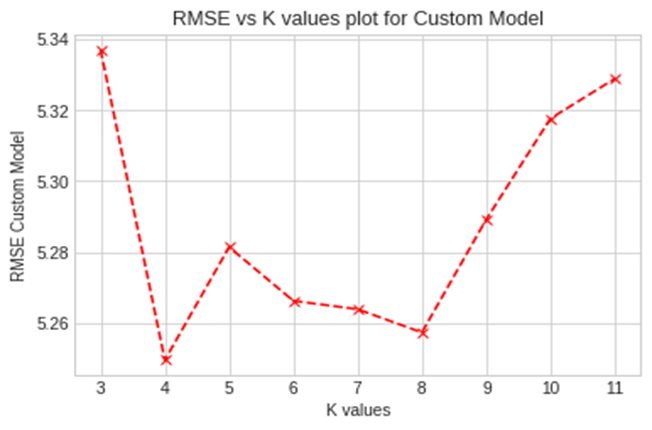 RMSE vs K values plot for Custom Model
5.34
5.32
5.30
5.28
5.26
RMSE Custom Model
3 4 5 6 7 8 9 10 11
K values